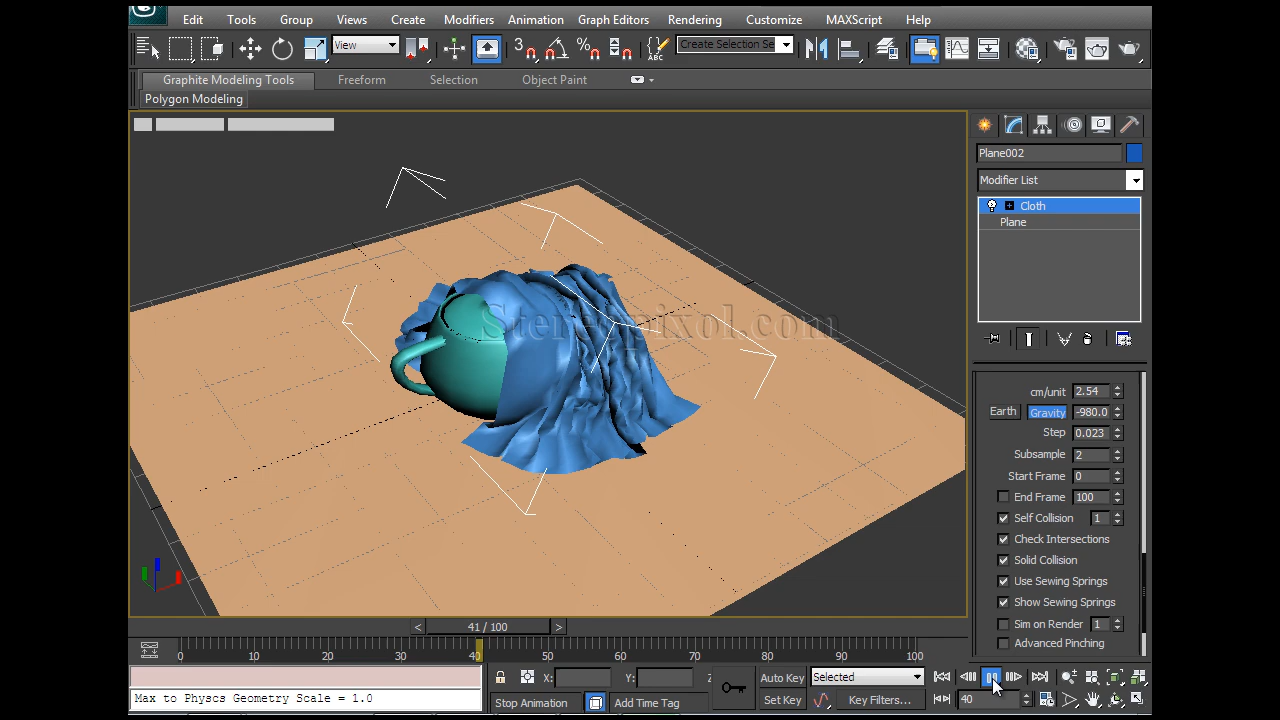 Edit Tools Group Views Create Modifiers Animation Graph Editors Rendering Customize MAXScript Help
View 3 % ABC Create Selection Se
Graphite Modeling Tools Freeform Selection Object Paint
Polygon Modeling
Plane002
Modifier List
Cloth
Plane
Stereopixol.com
cm/unit 2.54
Earth Gravity -980.0
Step 0.023
Subsample 2
Start Frame 0
End Frame 100
Self Collision 1
Check Intersections
Solid Collision
Use Sewing Springs
Show Sewing Springs
Sim on Render 1
Advanced Pinching
< 41 / 100 >
0 10 20 30 40 50 60 70 80 90 100
X: Y: Z Auto Key Selected
Max to Physcs Geometry Scale = 1.0
Stop Animation Add Time Tag Set Key Key Filters... 40